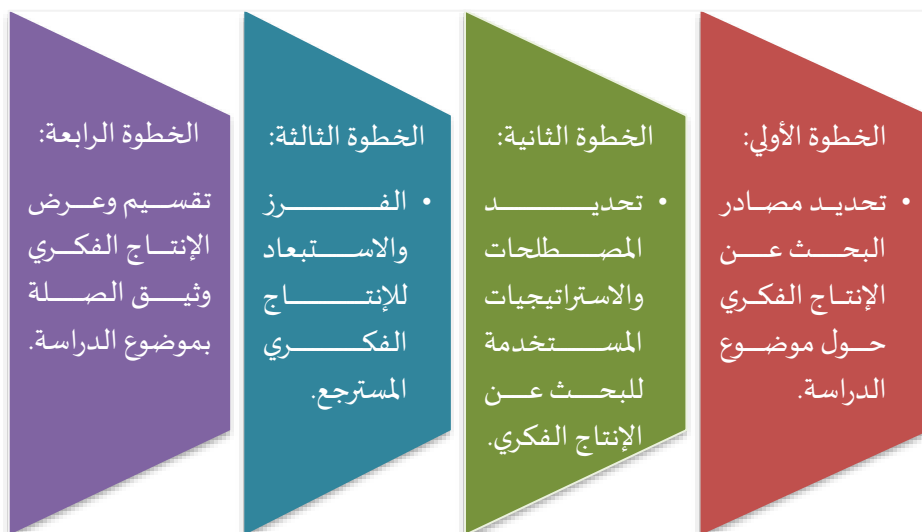 الخطوة الأولي:
• تحديد مصادر
البحث عن
الإنتاج الفكري
حول موضوع
الدراسة.
الخطوة الثانية:
• تحديد
المصطلحات
والاستراتيجيات
المستخدمة
للبحث عن
الإنتاج الفكري.
الخطوة الثالثة:
• الفرز
والاستبعاد
للإنتاج
الفكري
المسترجع.
الخطوة الرابعة:
تقسيم وعرض
الإنتاج الفكري
وثيق الصلة
بموضوع الدراسة.